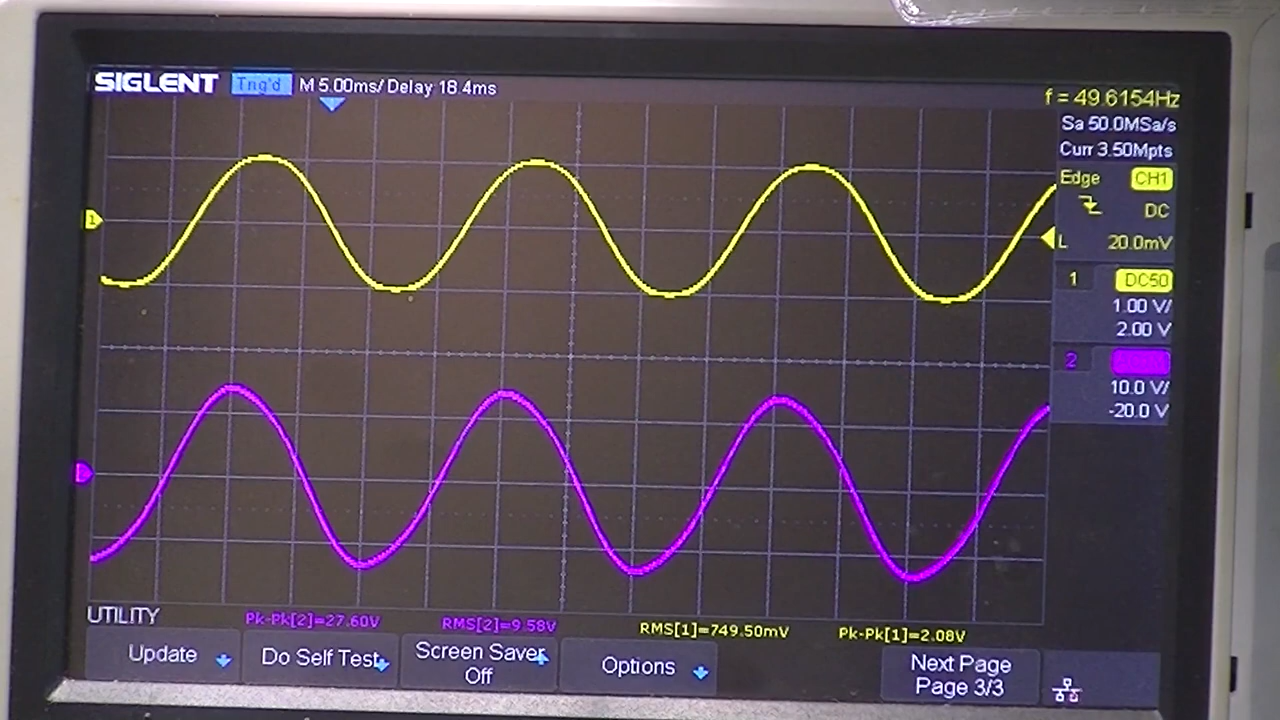 SIGLENT Trig'd M 5.00ms/ Delay 18.4ms
f = 49.6154Hz
Sa 50.0MSa/s
Curr 3.50Mpts
Edge CH1
DC
L 20.0mV
1 DC50
1.00 V/
2.00 V
2
10.0 V/
-20.0 V
1
UTILITY
Pk-Pk[2]=27.60V RMS[2]=9.58V RMS[1]=749.50mV Pk-Pk[1]=2.08V
Update Do Self Test Screen Saver Off Options Next Page Page 3/3